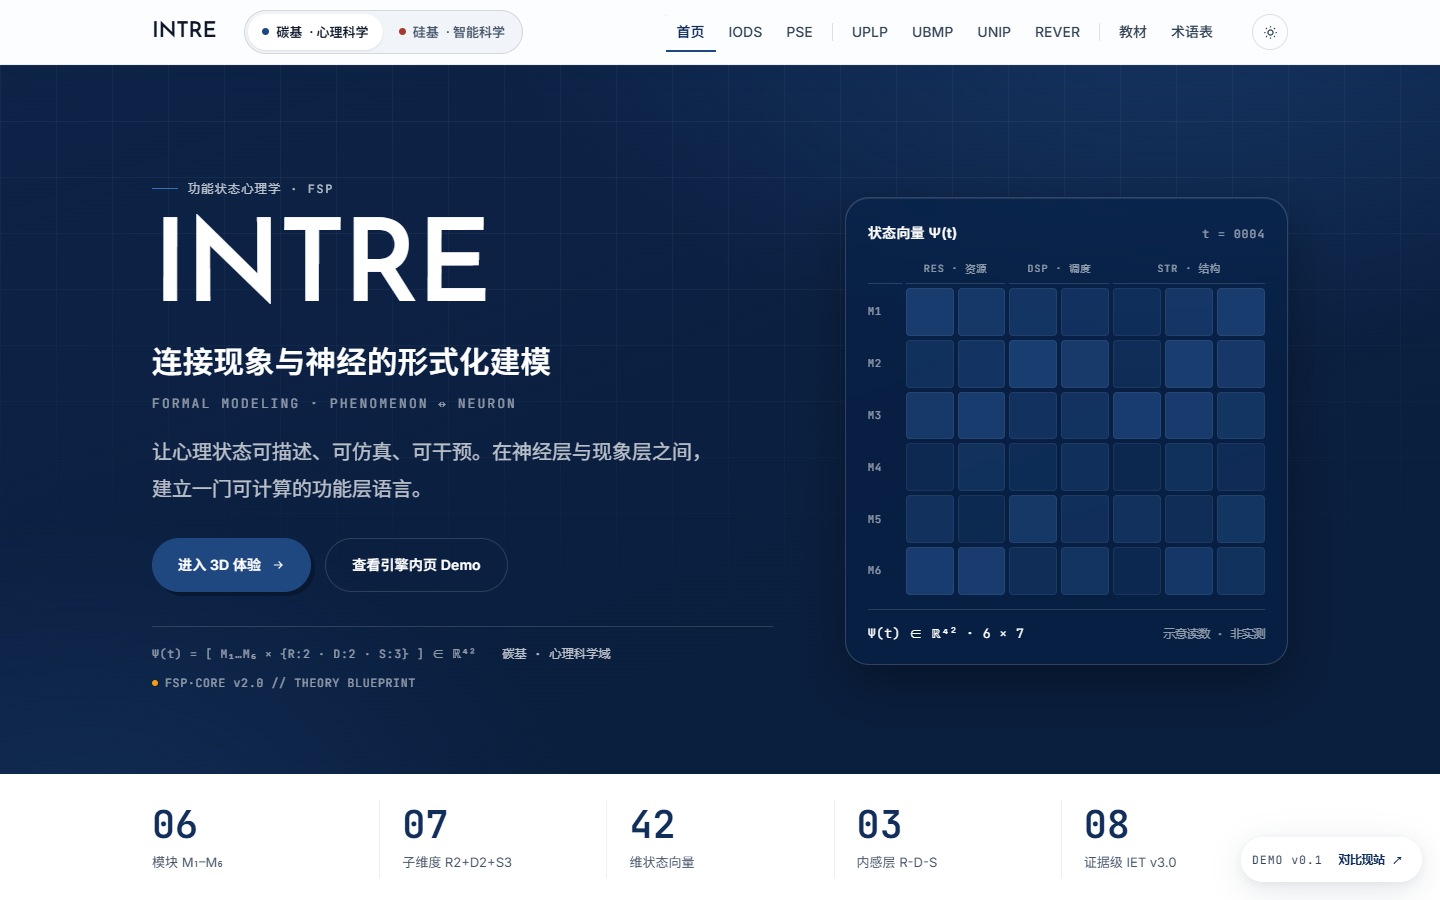 INTRE
碳基 · 心理科学
硅基 · 智能科学
首页
IODS
PSE
UPLP
UBMP
UNIP
REVER
教材
术语表
功能状态心理学 · FSP
INTRE
连接现象与神经的形式化建模
FORMAL MODELING · PHENOMENON ↔ NEURON
让心理状态可描述、可仿真、可干预。在神经层与现象层之间，
建立一门可计算的功能层语言。
进入 3D 体验 →
查看引擎内页 Demo
Ψ(t) = [ M₁…M₆ × {R:2 · D:2 · S:3} ] ∈ ℝ⁴² 碳基 · 心理科学域
FSP·CORE v2.0 // THEORY BLUEPRINT
状态向量 Ψ(t)
t = 0004
RES · 资源
DSP · 调度
STR · 结构
M1
M2
M3
M4
M5
M6
Ψ(t) ∈ ℝ⁴² · 6 × 7
示意读数 · 非实测
06
模块 M₁–M₆
07
子维度 R2+D2+S3
42
维状态向量
03
内感层 R-D-S
08
证据级 IET v3.0
DEMO v0.1 对比现站 ↗